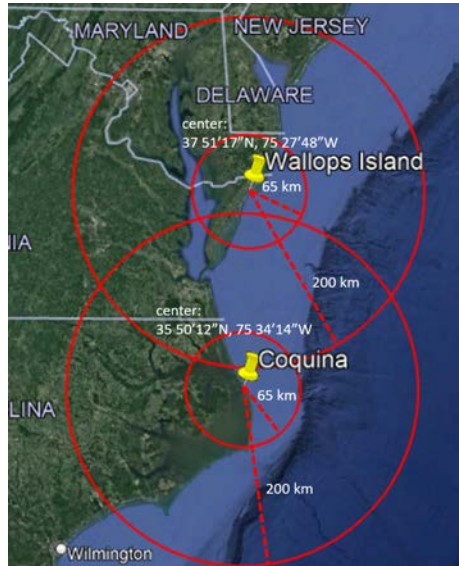 MARYLAND
NEW JERSEY
DELAWARE
center:
37 51’17”N, 75 27’48”W
Wallops Island
65 km
NIA
200 km
center:
35 50’12”N, 75 34’14”W
Coquina
65 km
OLINA
200 km
Wilmington